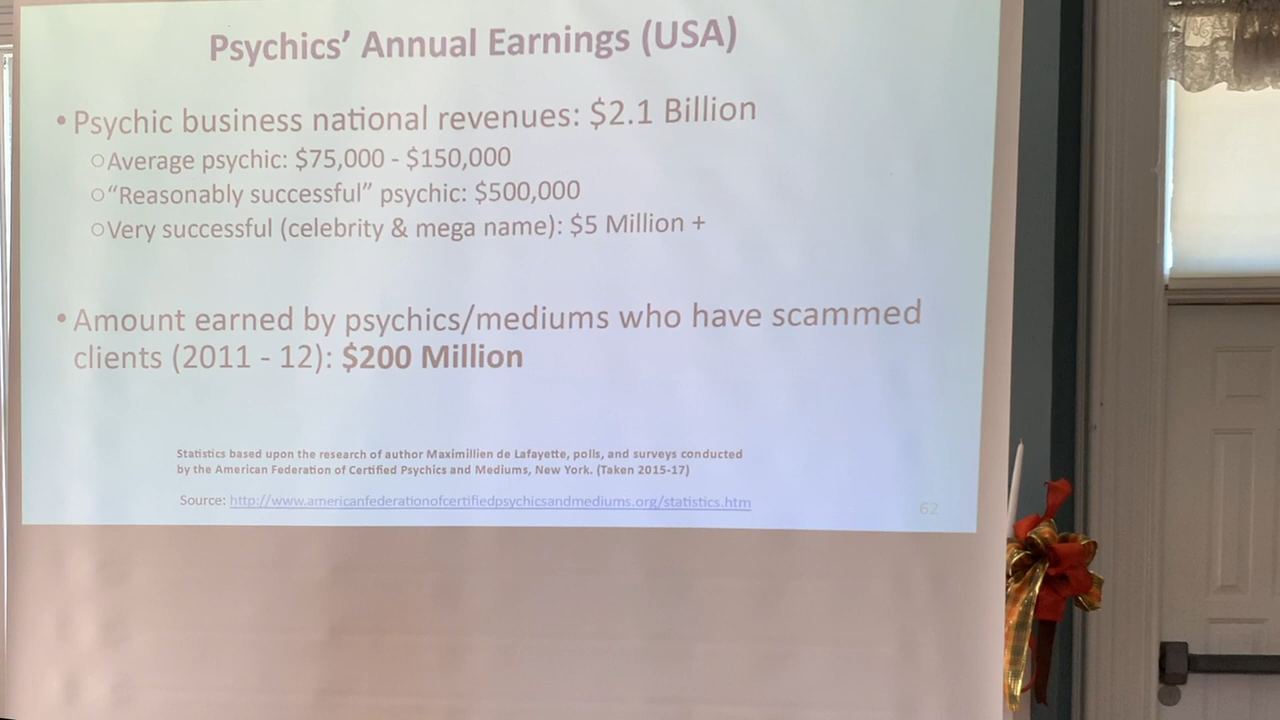 Psychics’ Annual Earnings (USA)
• Psychic business national revenues: $2.1 Billion
○Average psychic: $75,000 - $150,000
○“Reasonably successful” psychic: $500,000
○Very successful (celebrity & mega name): $5 Million +
• Amount earned by psychics/mediums who have scammed
clients (2011 - 12): $200 Million
Statistics based upon the research of author Maximillien de Lafayette, polls, and surveys conducted
by the American Federation of Certified Psychics and Mediums, New York. (Taken 2015-17)
Source: http://www.americanfederationofcertifiedpsychicsandmediums.org/statistics.htm
62